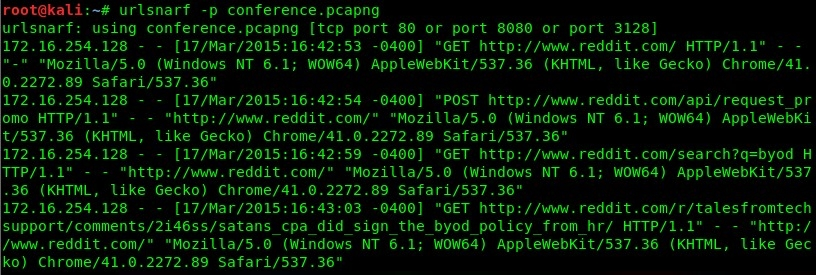 root@kali:~# urlsnarf -p conference.pcapng
urlsnarf: using conference.pcapng [tcp port 80 or port 8080 or port 3128]
172.16.254.128 - - [17/Mar/2015:16:42:53 -0400] "GET http://www.reddit.com/ HTTP/1.1" - -
"-" "Mozilla/5.0 (Windows NT 6.1; WOW64) AppleWebKit/537.36 (KHTML, like Gecko) Chrome/41.
0.2272.89 Safari/537.36"
172.16.254.128 - - [17/Mar/2015:16:42:54 -0400] "POST http://www.reddit.com/api/request_pr
omo HTTP/1.1" - - "http://www.reddit.com/" "Mozilla/5.0 (Windows NT 6.1; WOW64) AppleWebKi
t/537.36 (KHTML, like Gecko) Chrome/41.0.2272.89 Safari/537.36"
172.16.254.128 - - [17/Mar/2015:16:42:59 -0400] "GET http://www.reddit.com/search?q=byod H
TTP/1.1" - - "http://www.reddit.com/" "Mozilla/5.0 (Windows NT 6.1; WOW64) AppleWebKit/537
.36 (KHTML, like Gecko) Chrome/41.0.2272.89 Safari/537.36"
172.16.254.128 - - [17/Mar/2015:16:43:03 -0400] "GET http://www.reddit.com/r/talesfromtech
support/comments/2i46ss/satans_cpa_did_sign_the_byod_policy_from_hr/ HTTP/1.1" - - "http:/
/www.reddit.com/" "Mozilla/5.0 (Windows NT 6.1; WOW64) AppleWebKit/537.36 (KHTML, like Gec
ko) Chrome/41.0.2272.89 Safari/537.36"